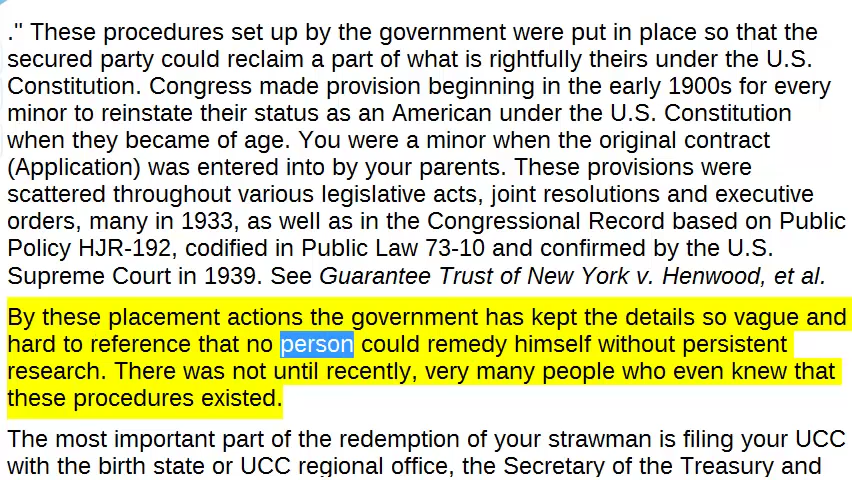 ." These procedures set up by the government were put in place so that the
secured party could reclaim a part of what is rightfully theirs under the U.S.
Constitution. Congress made provision beginning in the early 1900s for every
minor to reinstate their status as an American under the U.S. Constitution
when they became of age. You were a minor when the original contract
(Application) was entered into by your parents. These provisions were
scattered throughout various legislative acts, joint resolutions and executive
orders, many in 1933, as well as in the Congressional Record based on Public
Policy HJR-192, codified in Public Law 73-10 and confirmed by the U.S.
Supreme Court in 1939. See Guarantee Trust of New York v. Henwood, et al.
By these placement actions the government has kept the details so vague and
hard to reference that no person could remedy himself without persistent
research. There was not until recently, very many people who even knew that
these procedures existed.
The most important part of the redemption of your strawman is filing your UCC
with the birth state or UCC regional office, the Secretary of the Treasury and